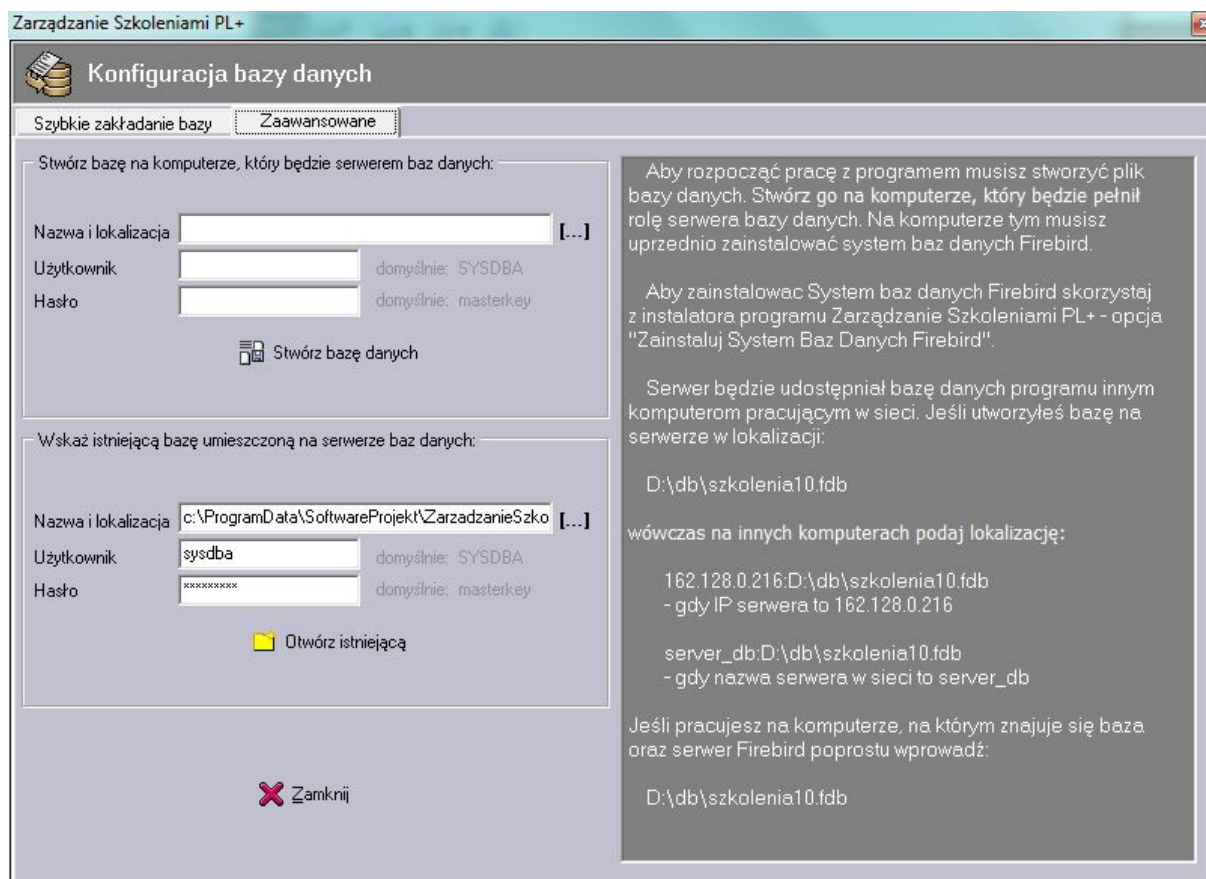 Zarządzanie Szkoleniami PL+
Konfiguracja bazy danych
Szybkie zakładanie bazy
Zaawansowane
Stwórz bazę na komputerze, który będzie serwerem baz danych:
Nazwa i lokalizacja
[...]
Użytkownik
domyślnie: SYSDBA
Hasło
domyślnie: masterkey
Stwórz bazę danych
Wskaż istniejącą bazę umieszczoną na serwerze baz danych:
Nazwa i lokalizacja c:\ProgramData\SoftwareProjekt\ZarzadzanieSzko [...]
Użytkownik sysdba domyślnie: SYSDBA
Hasło ********* domyślnie: masterkey
Otwórz istniejącą
Zamknij
Aby rozpocząć pracę z programem musisz stworzyć plik
bazy danych. Stwórz go na komputerze, który będzie pełnił
rolę serwera bazy danych. Na komputerze tym musisz
uprzednio zainstalować system baz danych Firebird.
Aby zainstalowac System baz danych Firebird skorzystaj
z instalatora programu Zarządzanie Szkoleniami PL+ - opcja
"Zainstaluj System Baz Danych Firebird".
Serwer będzie udostępniał bazę danych programu innym
komputerom pracującym w sieci. Jeśli utworzyłeś bazę na
serwerze w lokalizacji:
D:\db\szkolenia10.fdb
wówczas na innych komputerach podaj lokalizację:
162.128.0.216:D:\db\szkolenia10.fdb
- gdy IP serwera to 162.128.0.216
server_db:D:\db\szkolenia10.fdb
- gdy nazwa serwera w sieci to server_db
Jeśli pracujesz na komputerze, na którym znajuje się baza
oraz serwer Firebird poprostu wprowadź:
D:\db\szkolenia10.fdb